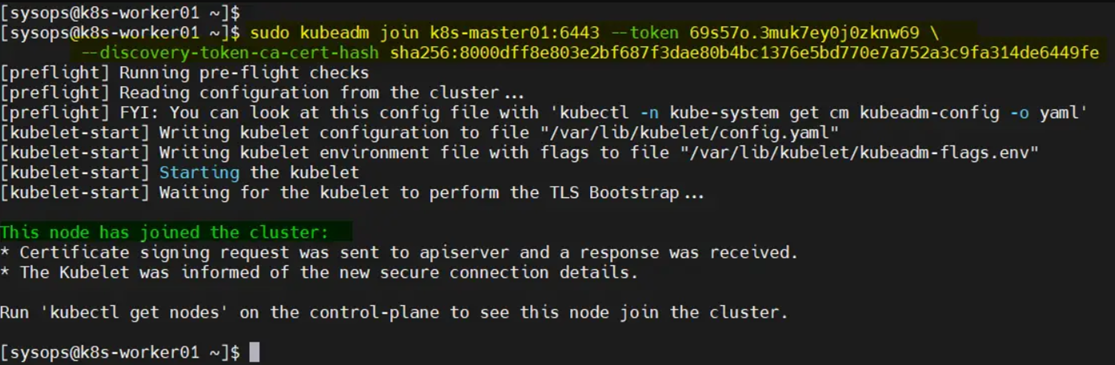 [sysops@k8s-worker01 ~]$
[sysops@k8s-worker01 ~]$ sudo kubeadm join k8s-master01:6443 --token 69s57o.3muk7ey0j0zknw69 \
--discovery-token-ca-cert-hash sha256:8000dff8e803e2bf687f3dae80b4bc1376e5bd770e7a752a3c9fa314de6449fe
[preflight] Running pre-flight checks
[preflight] Reading configuration from the cluster...
[preflight] FYI: You can look at this config file with 'kubectl -n kube-system get cm kubeadm-config -o yaml'
[kubelet-start] Writing kubelet configuration to file "/var/lib/kubelet/config.yaml"
[kubelet-start] Writing kubelet environment file with flags to file "/var/lib/kubelet/kubeadm-flags.env"
[kubelet-start] Starting the kubelet
[kubelet-start] Waiting for the kubelet to perform the TLS Bootstrap...
This node has joined the cluster:
* Certificate signing request was sent to apiserver and a response was received.
* The Kubelet was informed of the new secure connection details.
Run 'kubectl get nodes' on the control-plane to see this node join the cluster.
[sysops@k8s-worker01 ~]$